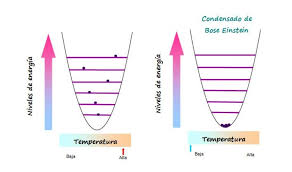 Niveles de energía
Temperatura
Baja
Alta
Condensado de
Bose Einstein
Niveles de energía
Temperatura
Baja
Alta